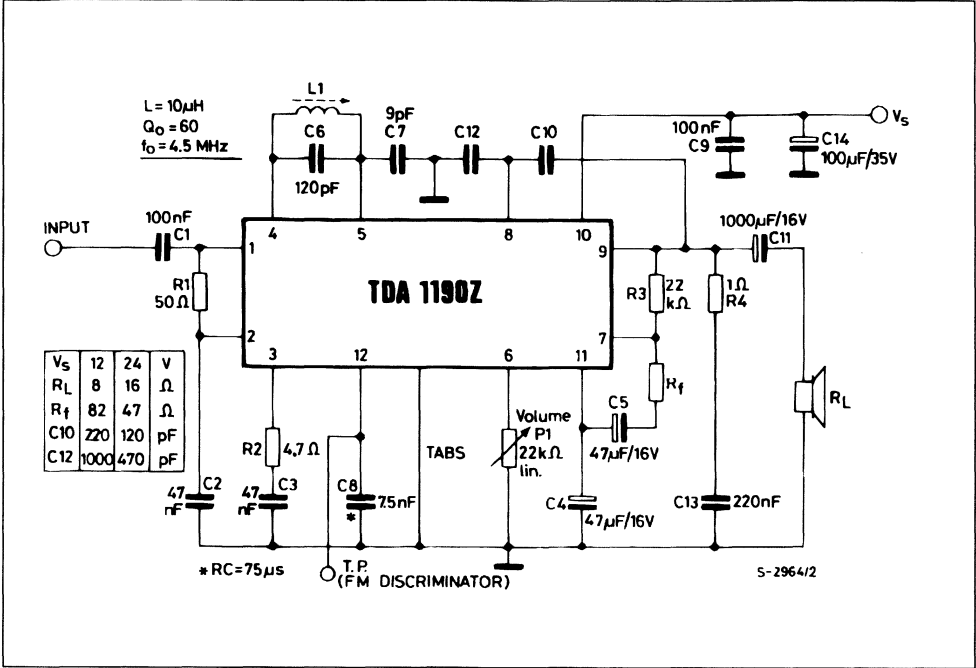 L1
L = 10µH
Qo = 60
fo = 4.5 MHz
C6
120pF
9pF
C7
C12
C10
100nF
C9
C14
100µF/35V
Vs
INPUT
100nF
C1
R1
50Ω
4
5
8
10
1
2
9
7
TDA 1190Z
3
12
6
11
R3
22
kΩ
1Ω
R4
1000µF/16V
C11
RL
Rf
C5
47µF/16V
Vs 12 24 V
RL 8 16 Ω
Rf 82 47 Ω
C10 220 120 pF
C12 1000 470 pF
R2
4,7Ω
TABS
Volume
P1
22kΩ
lin.
47
nF
C2
47
nF
C3
C8
*
7.5nF
C4
47µF/16V
C13
220nF
* RC = 75µs
T.P.
(FM DISCRIMINATOR)
S-2964/2